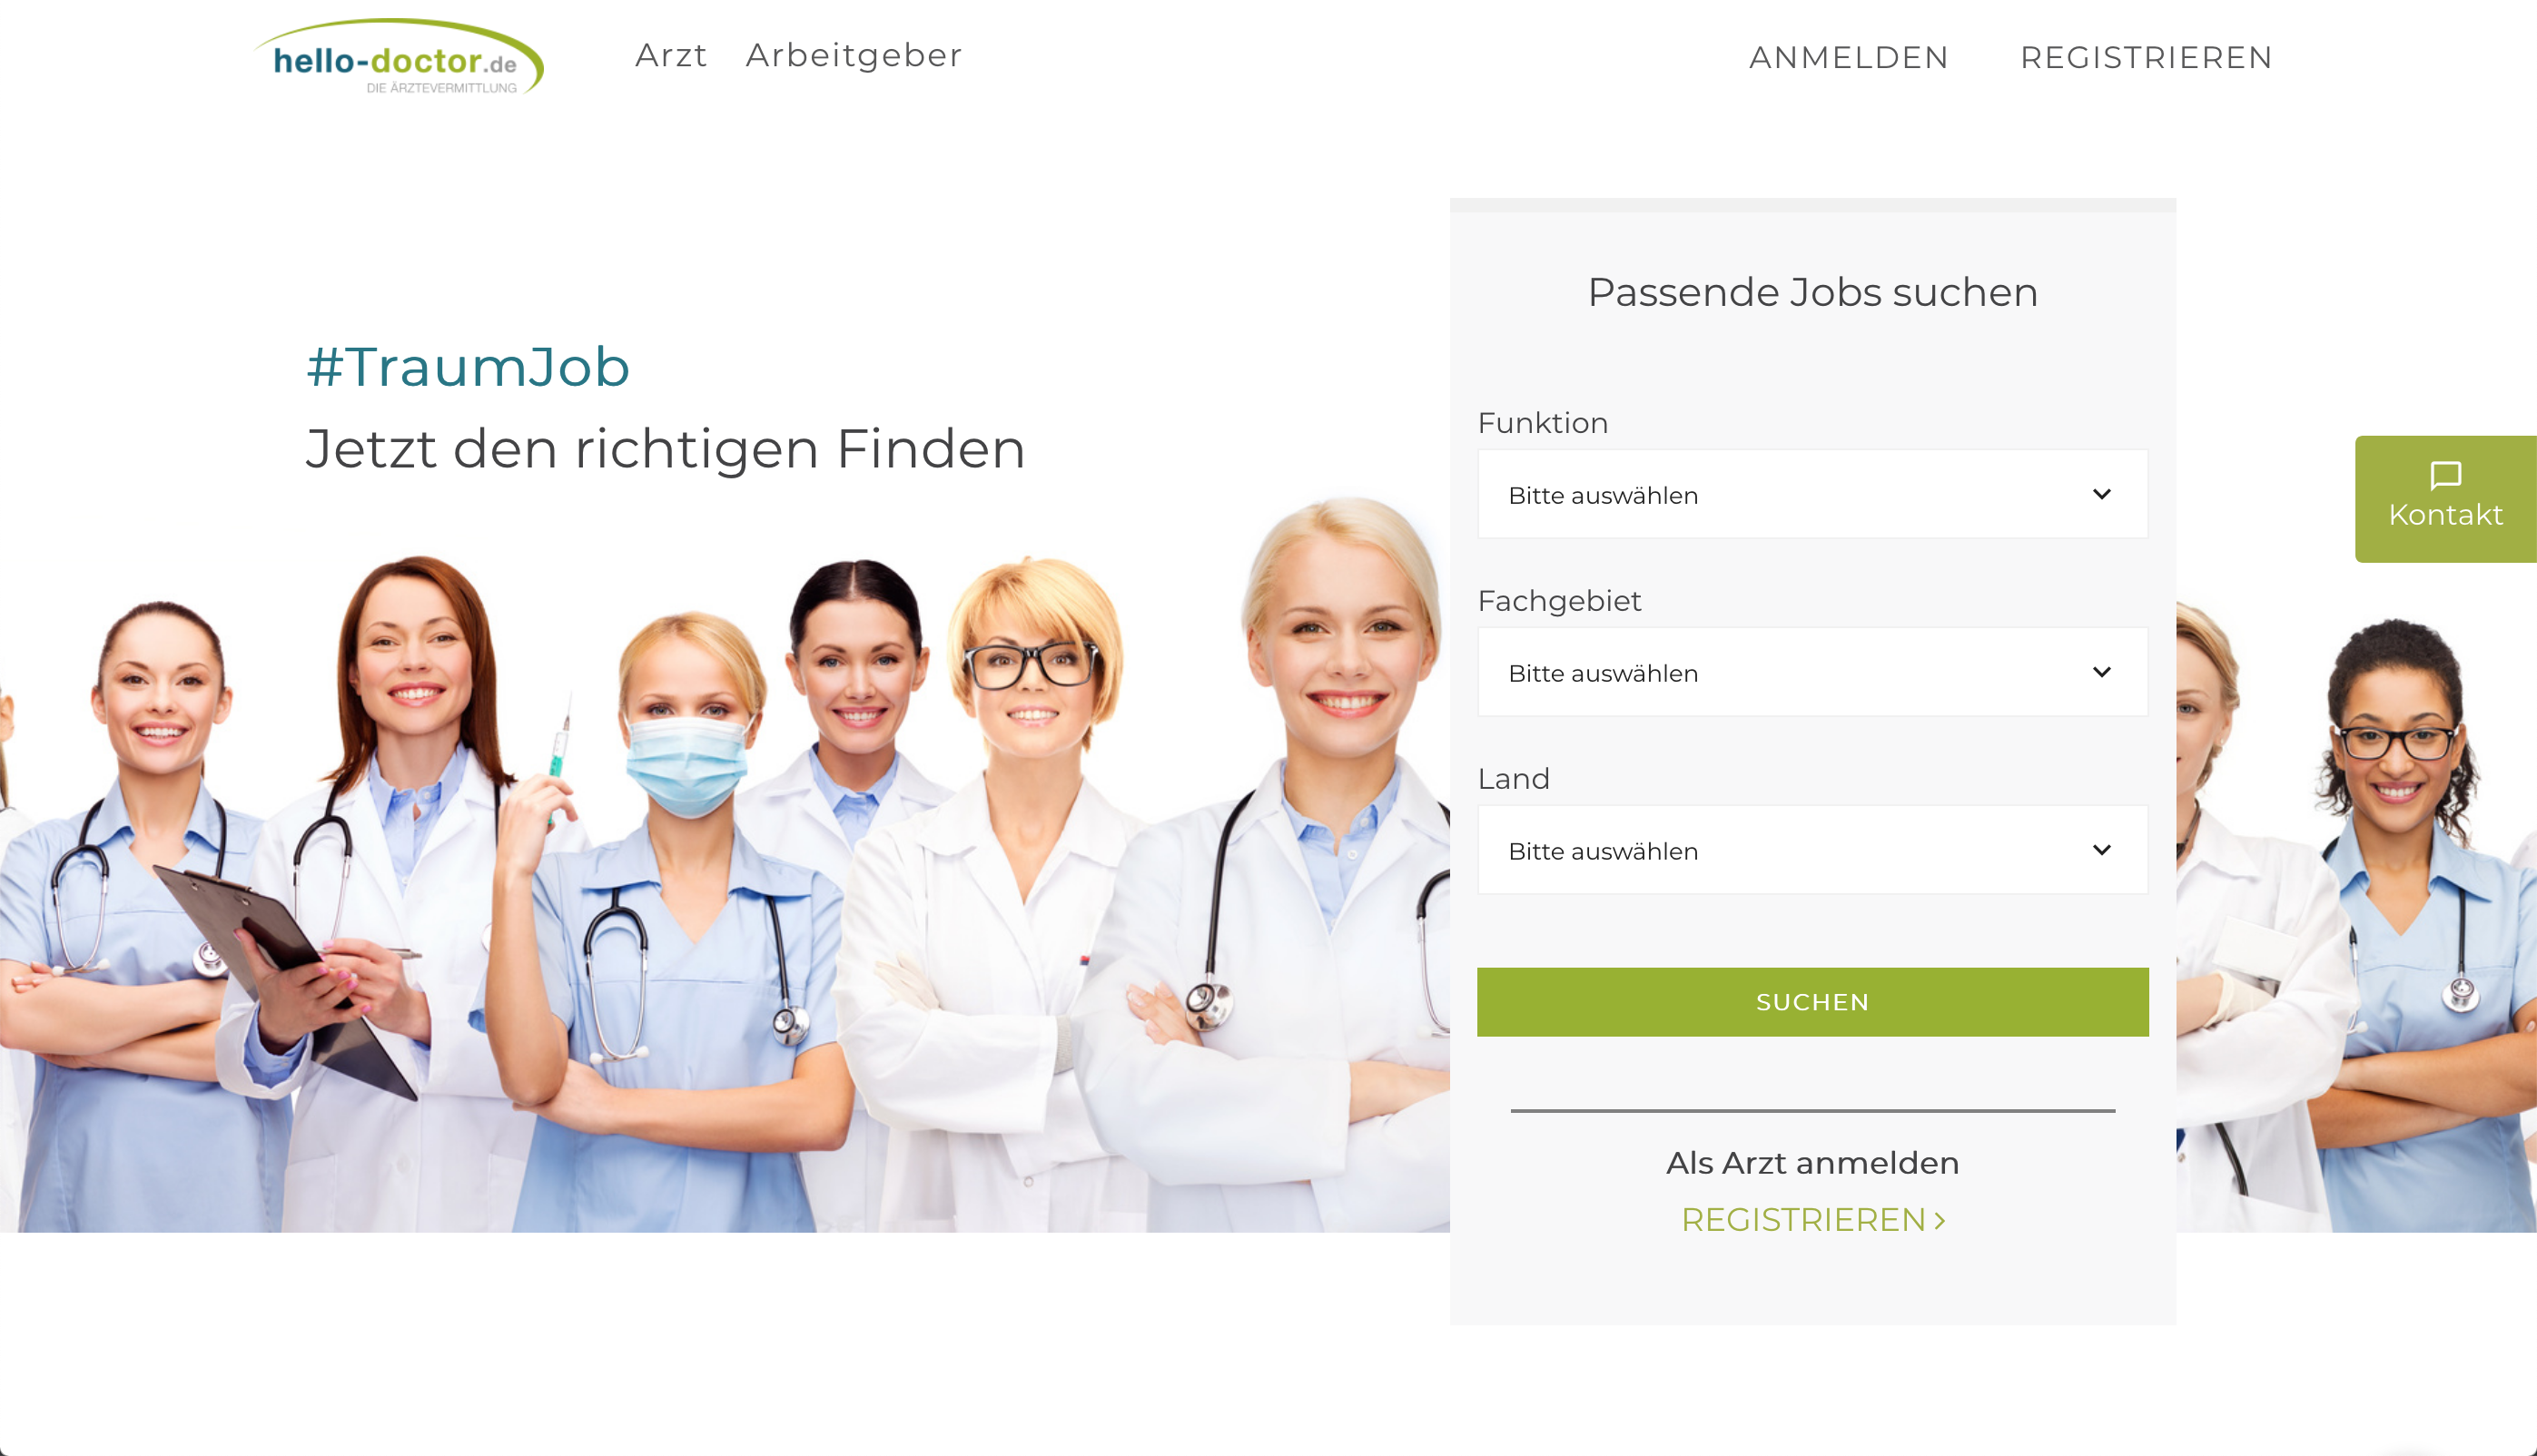 hello-doctor.de
DIE ÄRZTEVERMITTLUNG
Arzt
Arbeitgeber
ANMELDEN
REGISTRIEREN
#TraumJob
Jetzt den richtigen Finden
Passende Jobs suchen
Funktion
Bitte auswählen
Fachgebiet
Bitte auswählen
Land
Bitte auswählen
SUCHEN
Als Arzt anmelden
REGISTRIEREN
Kontakt